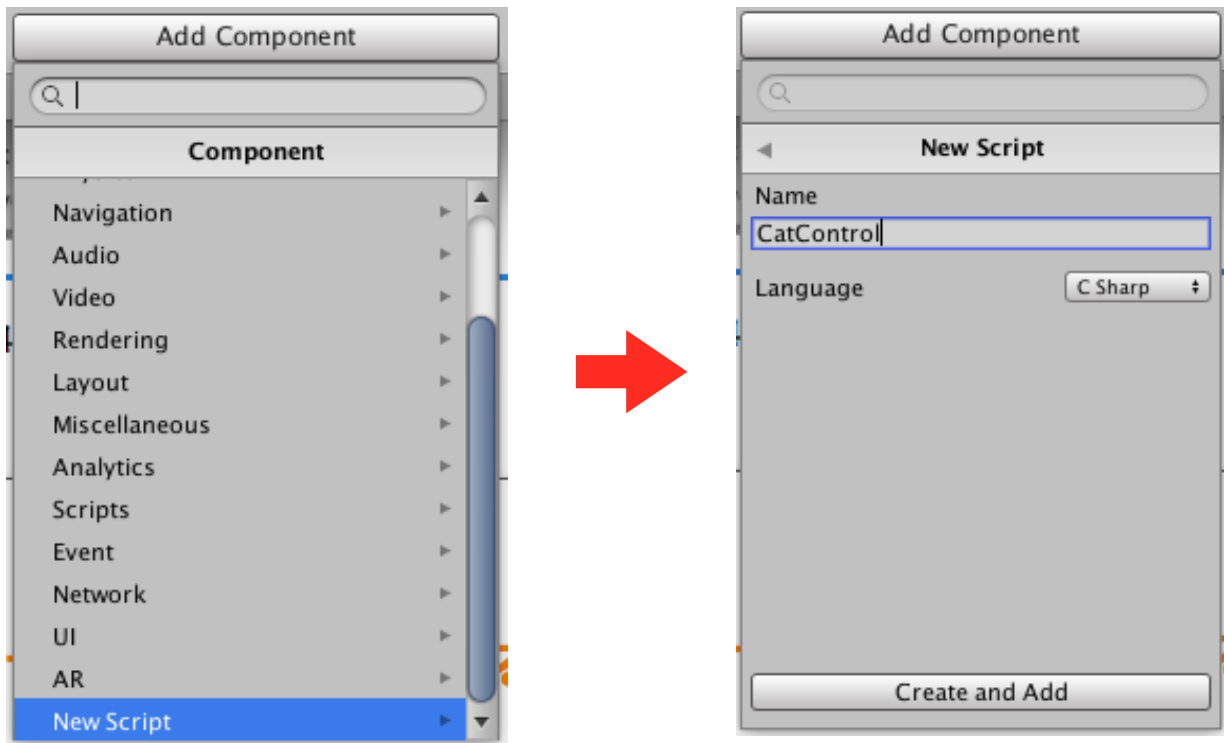 Add Component
Component
Navigation
Audio
Video
Rendering
Layout
Miscellaneous
Analytics
Scripts
Event
Network
UI
AR
New Script
Add Component
New Script
Name
CatControl
Language
C Sharp
Create and Add